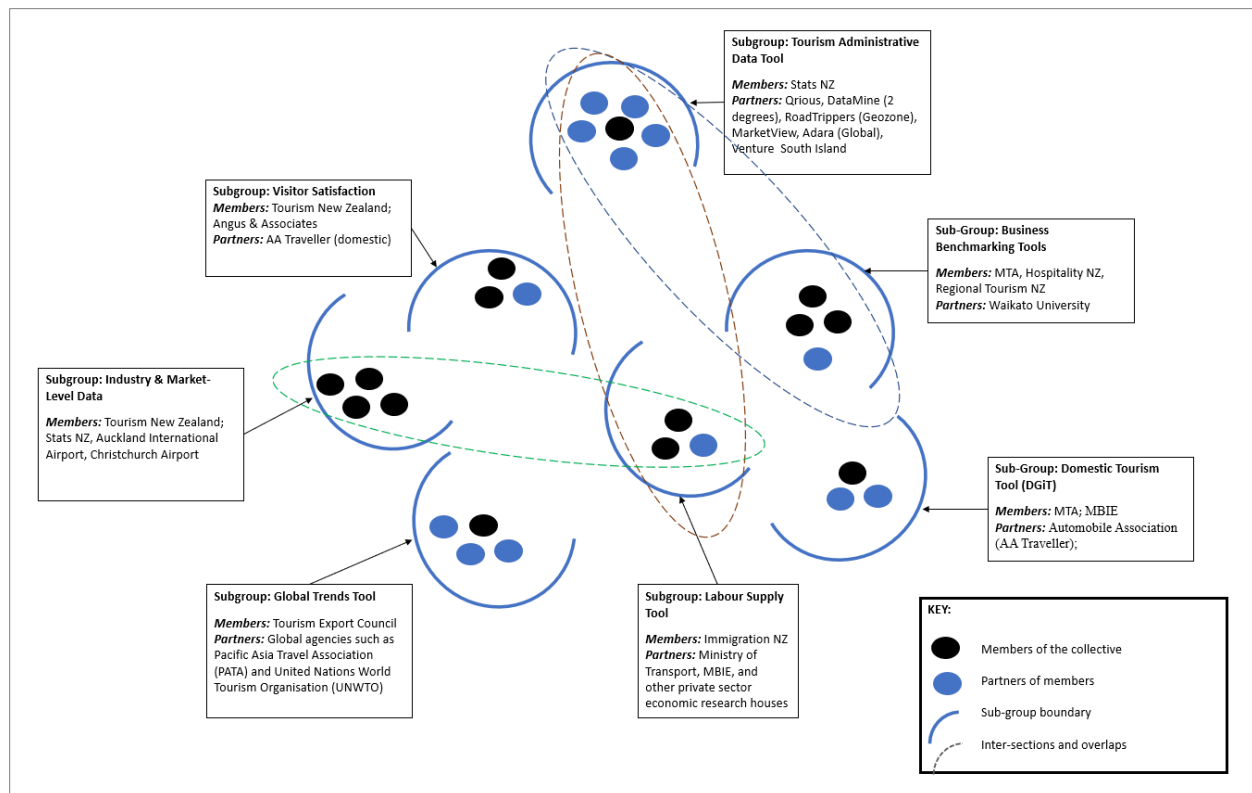 Subgroup: Tourism Administrative
Data Tool
Members: Stats NZ
Partners: Qrious, DataMine (2
degrees), RoadTrippers (Geozone),
MarketView, Adara (Global),
Venture South Island
Subgroup: Visitor Satisfaction
Members: Tourism New Zealand;
Angus & Associates
Partners: AA Traveller (domestic)
Sub-Group: Business
Benchmarking Tools
Members: MTA, Hospitality NZ,
Regional Tourism NZ
Partners: Waikato University
Subgroup: Industry & Market-
Level Data
Members: Tourism New Zealand;
Stats NZ, Auckland International
Airport, Christchurch Airport
Sub-Group: Domestic Tourism
Tool (DGiT)
Members: MTA; MBIE
Partners: Automobile Association
(AA Traveller);
Subgroup: Global Trends Tool
Members: Tourism Export Council
Partners: Global agencies such as
Pacific Asia Travel Association
(PATA) and United Nations World
Tourism Organisation (UNWTO)
Subgroup: Labour Supply
Tool
Members: Immigration NZ
Partners: Ministry of
Transport, MBIE, and
other private sector
economic research houses
KEY:
Members of the collective
Partners of members
Sub-group boundary
Inter-sections and overlaps